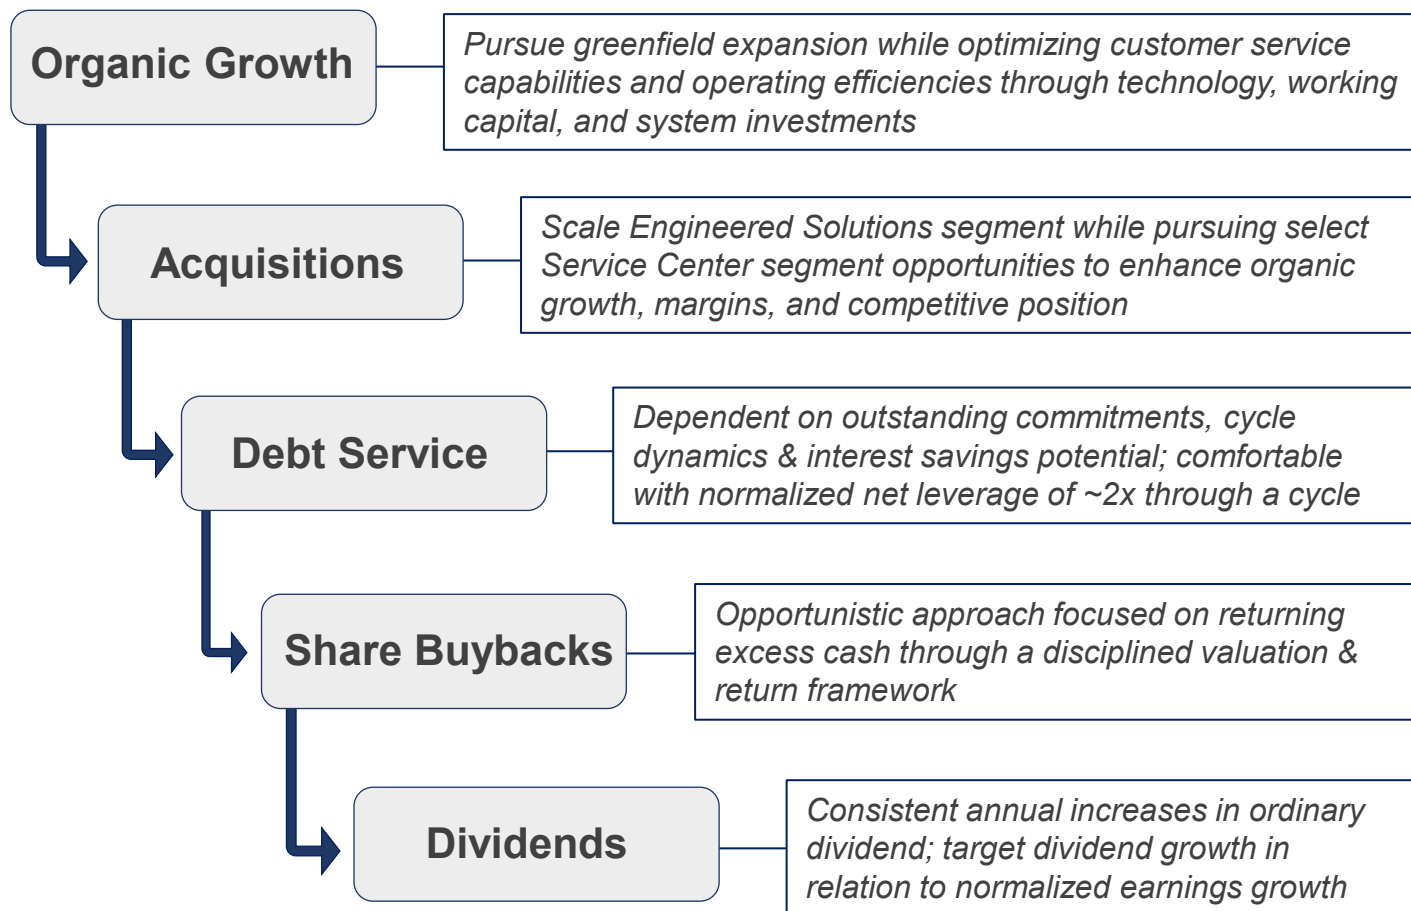 Organic Growth
Pursue greenfield expansion while optimizing customer service
capabilities and operating efficiencies through technology, working
capital, and system investments
Acquisitions
Scale Engineered Solutions segment while pursuing select
Service Center segment opportunities to enhance organic
growth, margins, and competitive position
Debt Service
Dependent on outstanding commitments, cycle
dynamics & interest savings potential; comfortable
with normalized net leverage of ~2x through a cycle
Share Buybacks
Opportunistic approach focused on returning
excess cash through a disciplined valuation &
return framework
Dividends
Consistent annual increases in ordinary
dividend; target dividend growth in
relation to normalized earnings growth